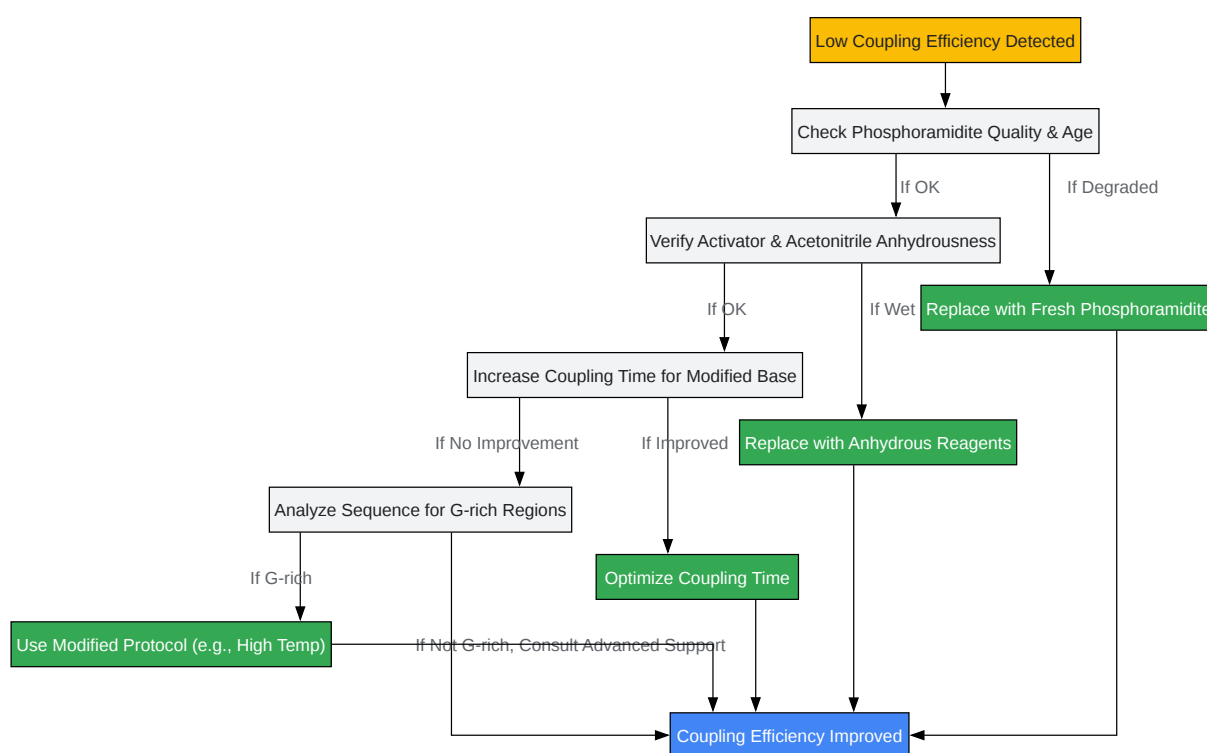 Low Coupling Efficiency Detected
Check Phosphoramidite Quality & Age
If OK
If Degraded
Verify Activator & Acetonitrile Anhydrousness
If OK
If Wet
Replace with Fresh Phosphoramidite
Increase Coupling Time for Modified Base
If No Improvement
If Improved
Replace with Anhydrous Reagents
Analyze Sequence for G-rich Regions
If G-rich
Optimize Coupling Time
Use Modified Protocol (e.g., High Temp)
If Not G-rich, Consult Advanced Support
Coupling Efficiency Improved